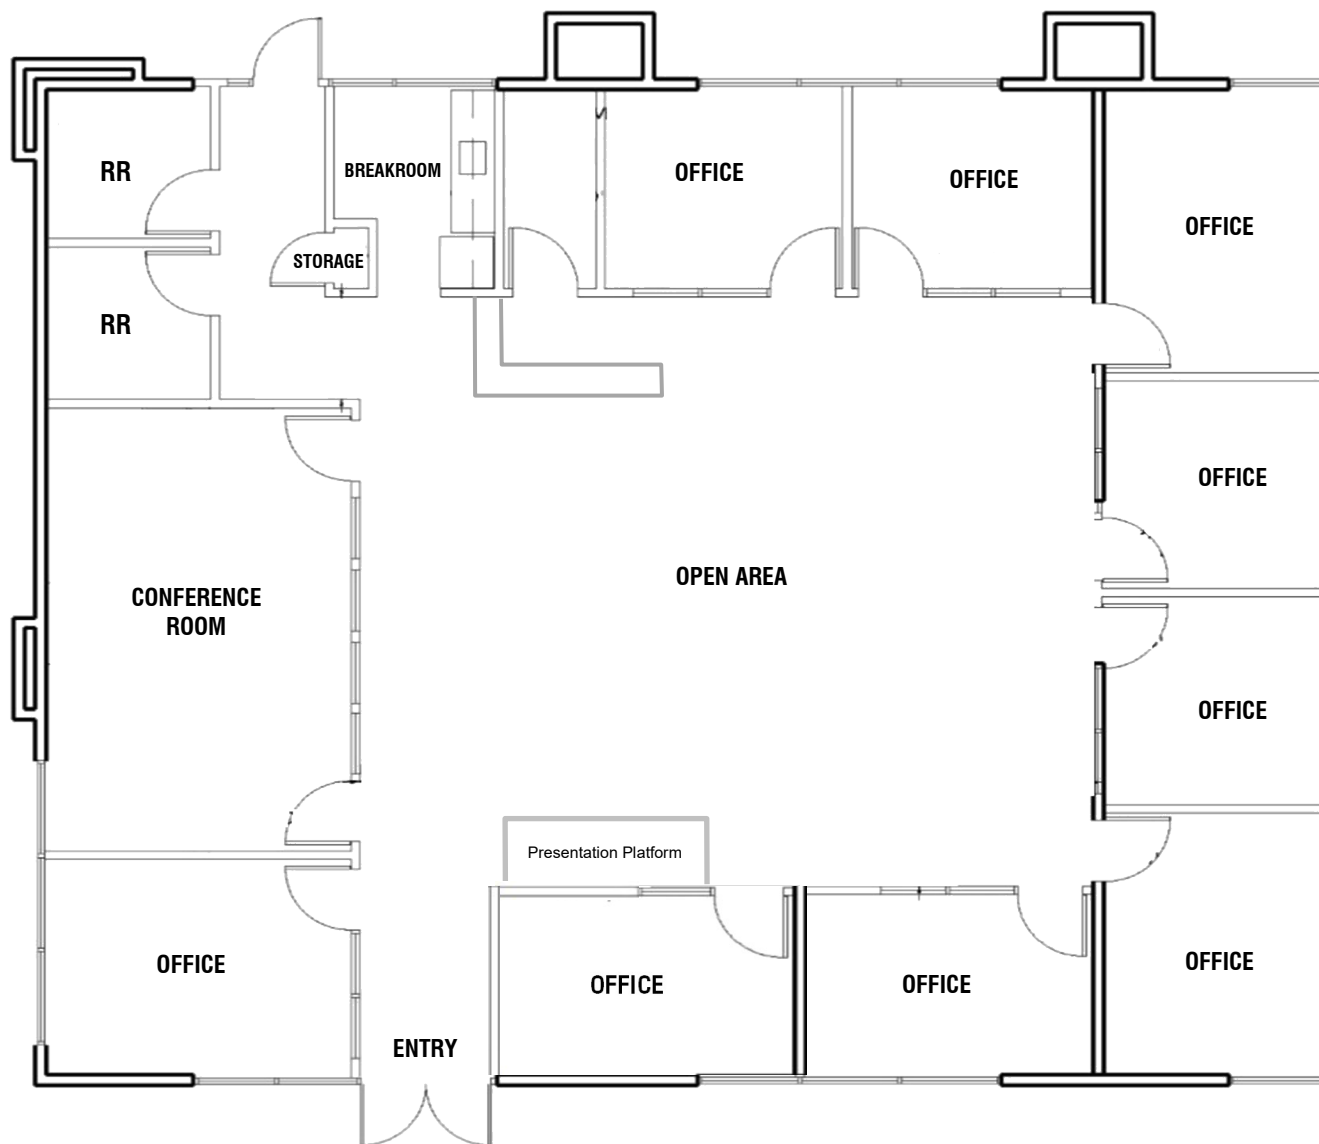 RR
BREAKROOM
OFFICE
OFFICE
OFFICE
STORAGE
RR
OFFICE
OPEN AREA
CONFERENCE
ROOM
OFFICE
Presentation Platform
OFFICE
OFFICE
OFFICE
OFFICE
ENTRY